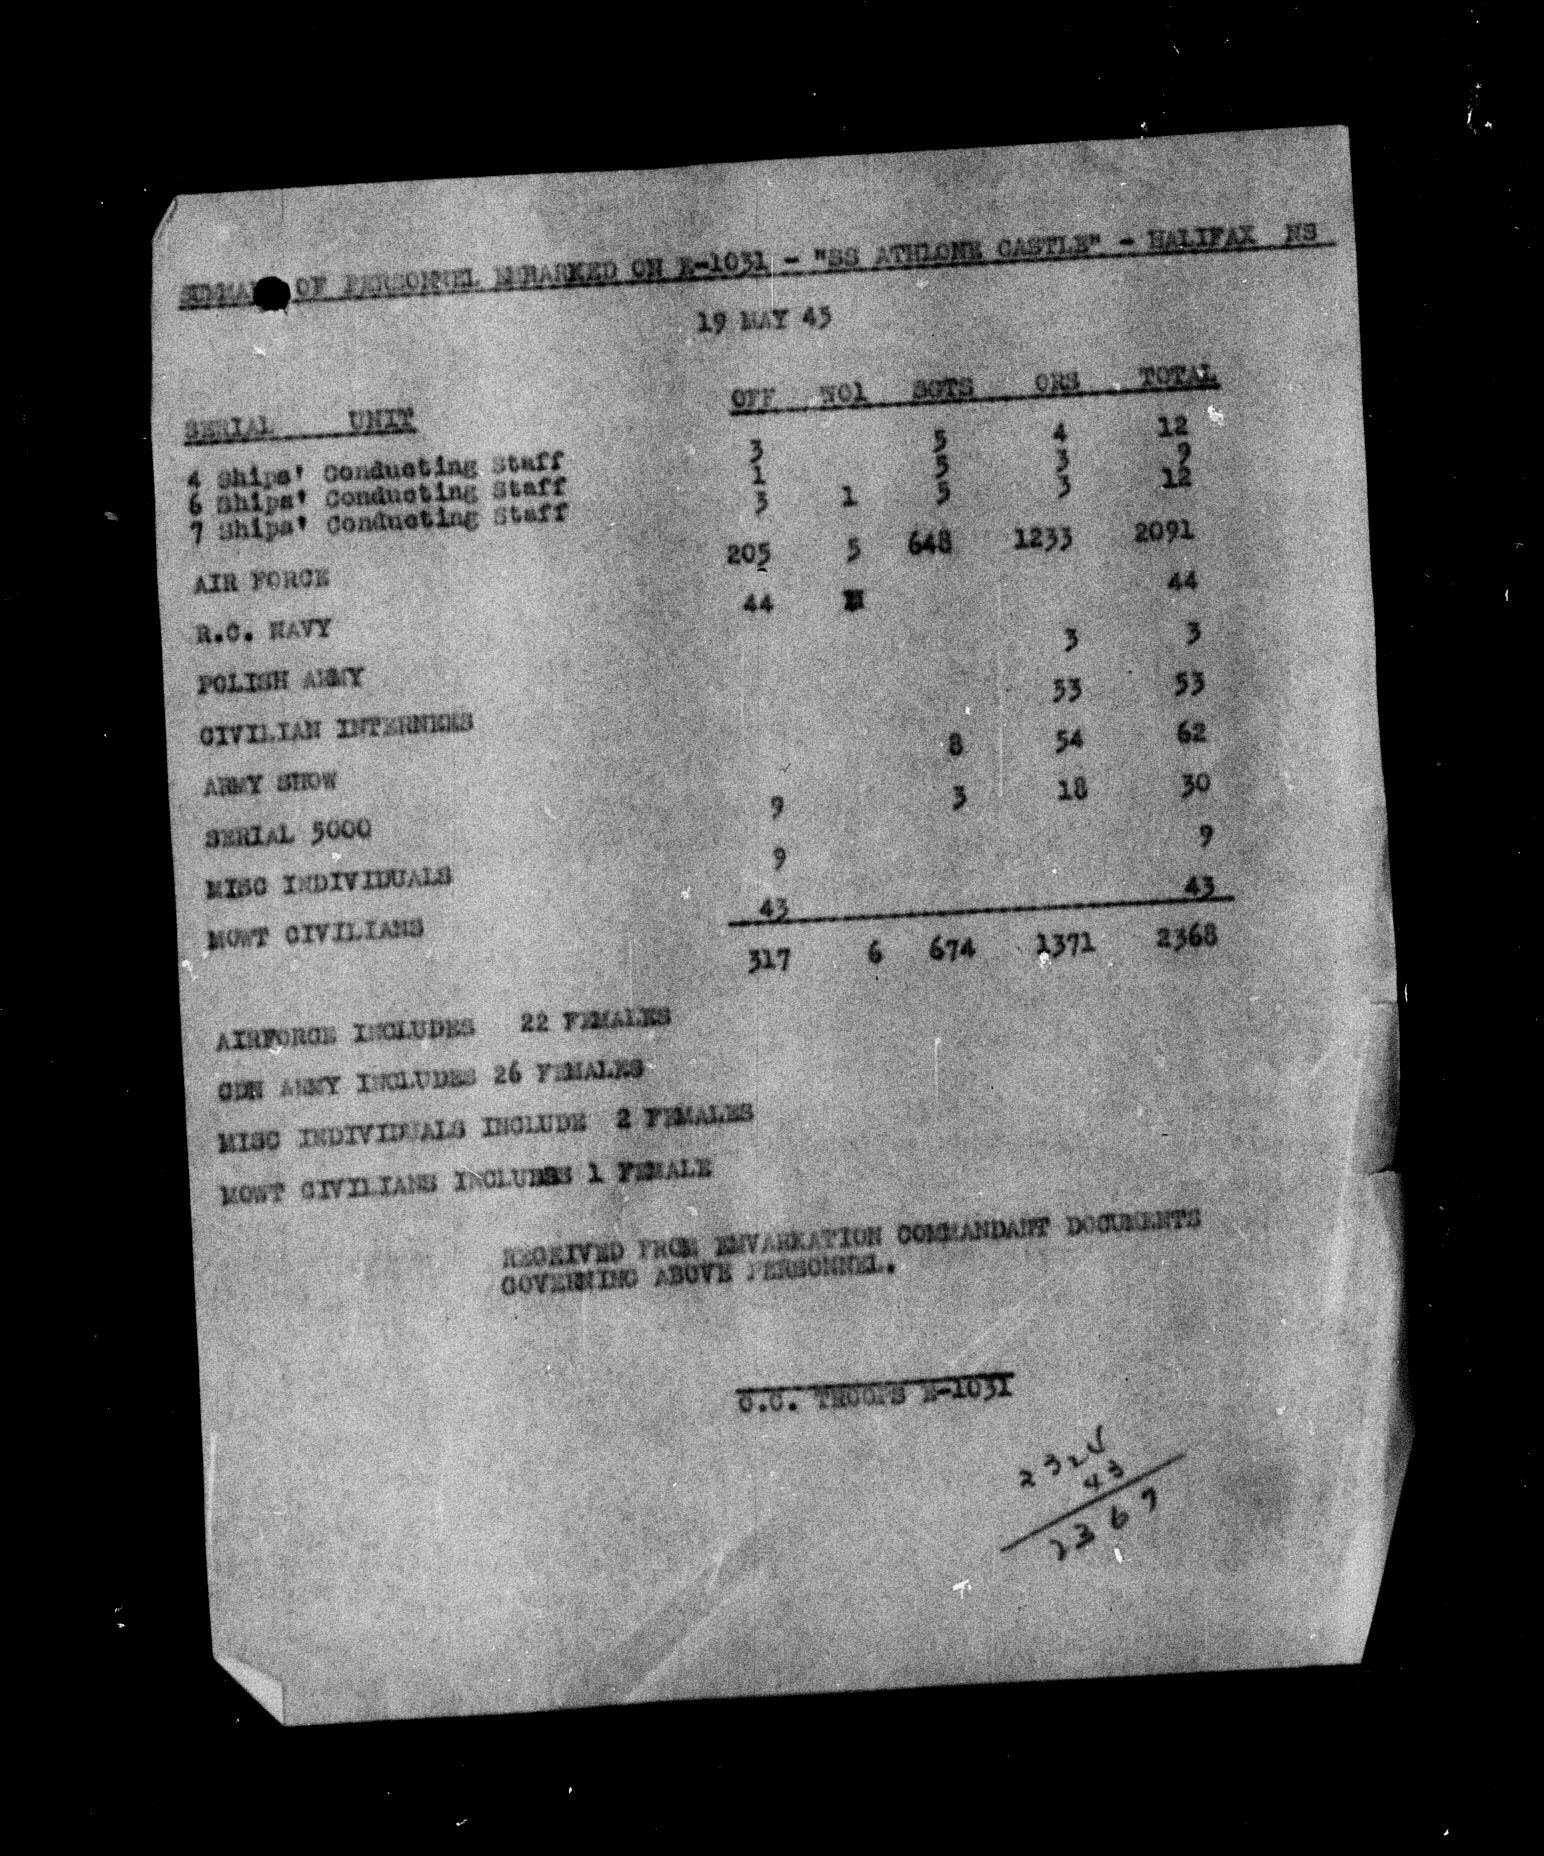 SUMMA OF PERSONNEL EMBARKED ON E-1031 - "SS ATHLONE CASTLE" - HALIFAX NS
19 MAY 45
SERIAL UNIT OFF WO1 SGTS ORS TOTAL
4 Ships' Conducting Staff 3 5 4 12
6 Ships' Conducting Staff 1 5 3 9
7 Ships' Conducting Staff 3 1 5 3 12
AIR FORCE 205 5 648 1233 2091
R.C. NAVY 44 44
POLISH ARMY 3 3
CIVILIAN INTERNEES 53 53
ARMY SHOW 8 54 62
SERIAL 5000 9 3 18 30
MISC INDIVIDUALS 9 9
MOWT CIVILIANS 43 43
317 6 674 1371 2368
AIRFORCE INCLUDES 22 FEMALES
CDN ARMY INCLUDES 26 FEMALES
MISC INDIVIDUALS INCLUDE 2 FEMALES
MOWT CIVILIANS INCLUDES 1 FEMALE
RECEIVED FROM EMVARKATION COMMANDANT DOCUMENTS
GOVERNING ABOVE PERSONNEL.
O.C. TROOPS E-1031
43
2367